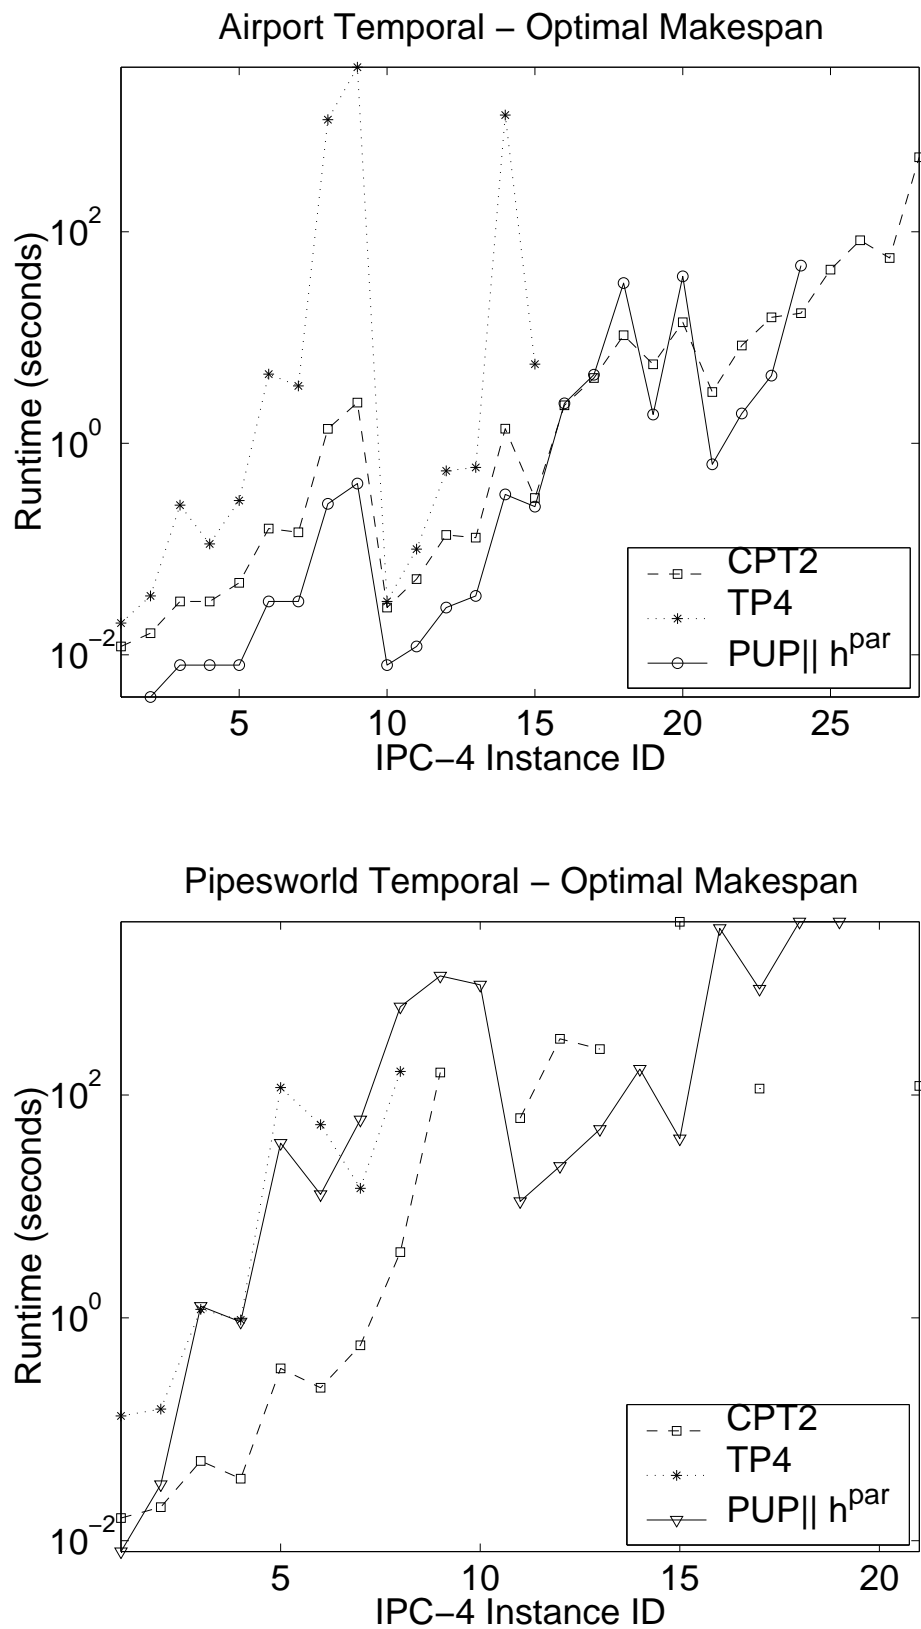 Airport Temporal – Optimal Makespan
Runtime (seconds)
10^2
10^0
10^−2
CPT2
TP4
PUP|| h^par
5 10 15 20 25
IPC−4 Instance ID
Pipesworld Temporal – Optimal Makespan
Runtime (seconds)
10^2
10^0
10^−2
CPT2
TP4
PUP|| h^par
5 10 15 20
IPC−4 Instance ID